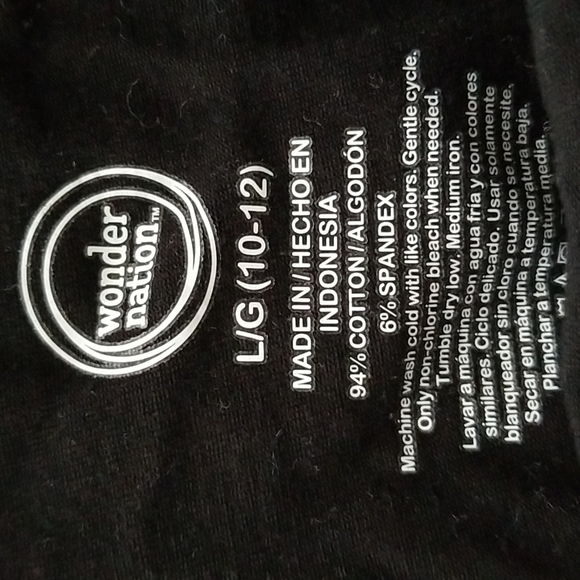 wonder
nation™
L/G (10-12)
MADE IN/HECHO EN
INDONESIA
94% COTTON/ALGODÓN
6% SPANDEX
Machine wash cold with like colors. Gentle cycle.
Only non-chlorine bleach when needed.
Tumble dry low. Medium iron.
Lavar a máquina con agua fría y con colores
similares. Ciclo delicado. Usar solamente
blanqueador sin cloro cuando se necesite.
Secar en máquina a temperatura baja.
Planchar a temperatura media.